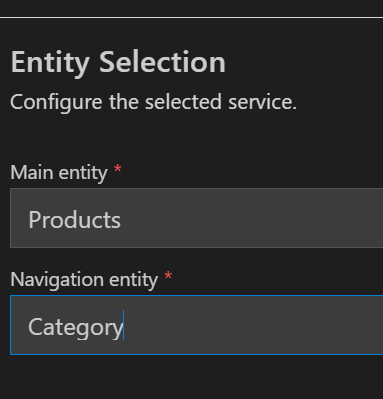 Entity Selection
Configure the selected service.
Main entity *
Products
Navigation entity *
Category